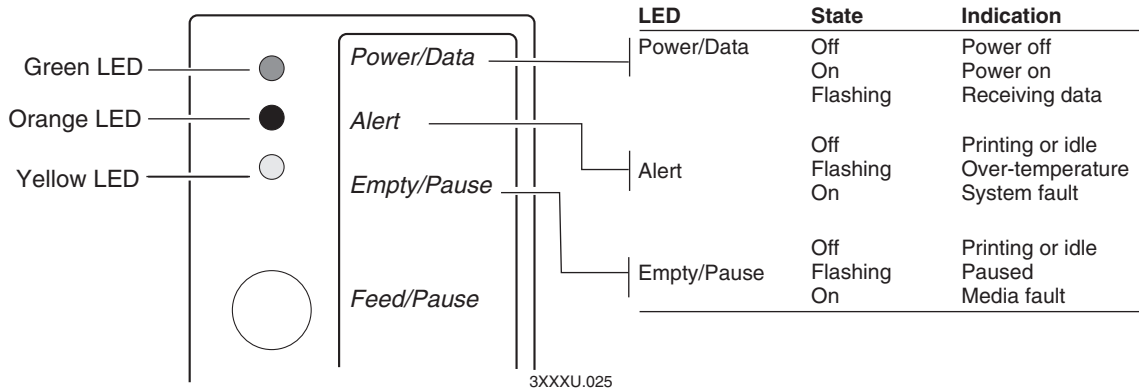 Green LED
Orange LED
Yellow LED
Power/Data
Alert
Empty/Pause
Feed/Pause
LED State Indication
Power/Data Off Power off
On Power on
Flashing Receiving data
Off Printing or idle
Alert Flashing Over-temperature
On System fault
Off Printing or idle
Empty/Pause Flashing Paused
On Media fault
3XXXU.025